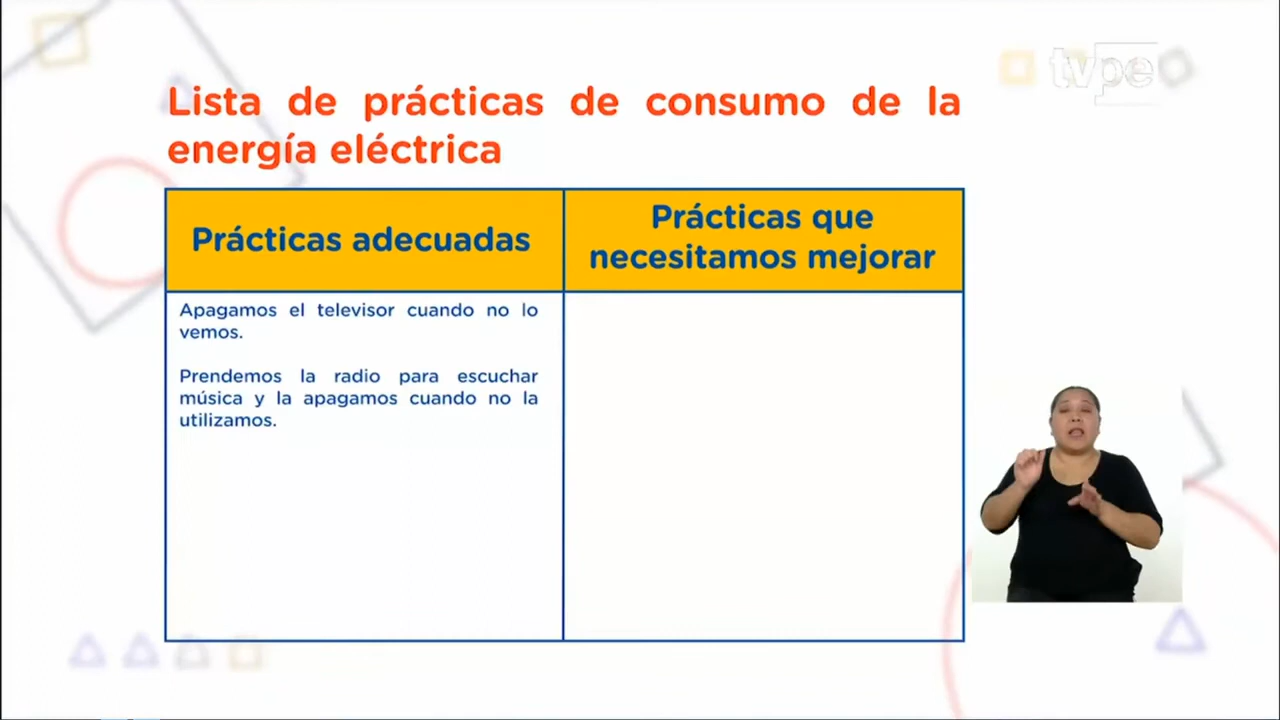 tvpe
Lista de prácticas de consumo de la
energía eléctrica
Prácticas adecuadas
Prácticas que
necesitamos mejorar
Apagamos el televisor cuando no lo
vemos.
Prendemos la radio para escuchar
música y la apagamos cuando no la
utilizamos.